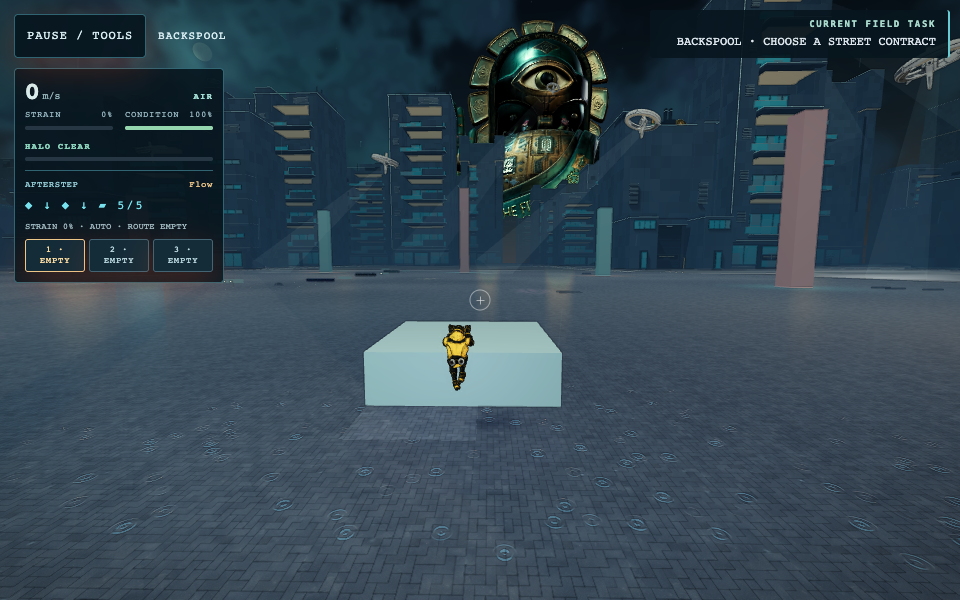 PAUSE / TOOLS
BACKSPOOL
CURRENT FIELD TASK
BACKSPOOL • CHOOSE A STREET CONTRACT
0 m/s
AIR
STRAIN 0%
CONDITION 100%
HALO CLEAR
AFTERSTEP
Flow
◆ ↓ ◆ ↓ ▰ 5/5
STRAIN 0% · AUTO · ROUTE EMPTY
1 ·
EMPTY
2 ·
EMPTY
3 ·
EMPTY